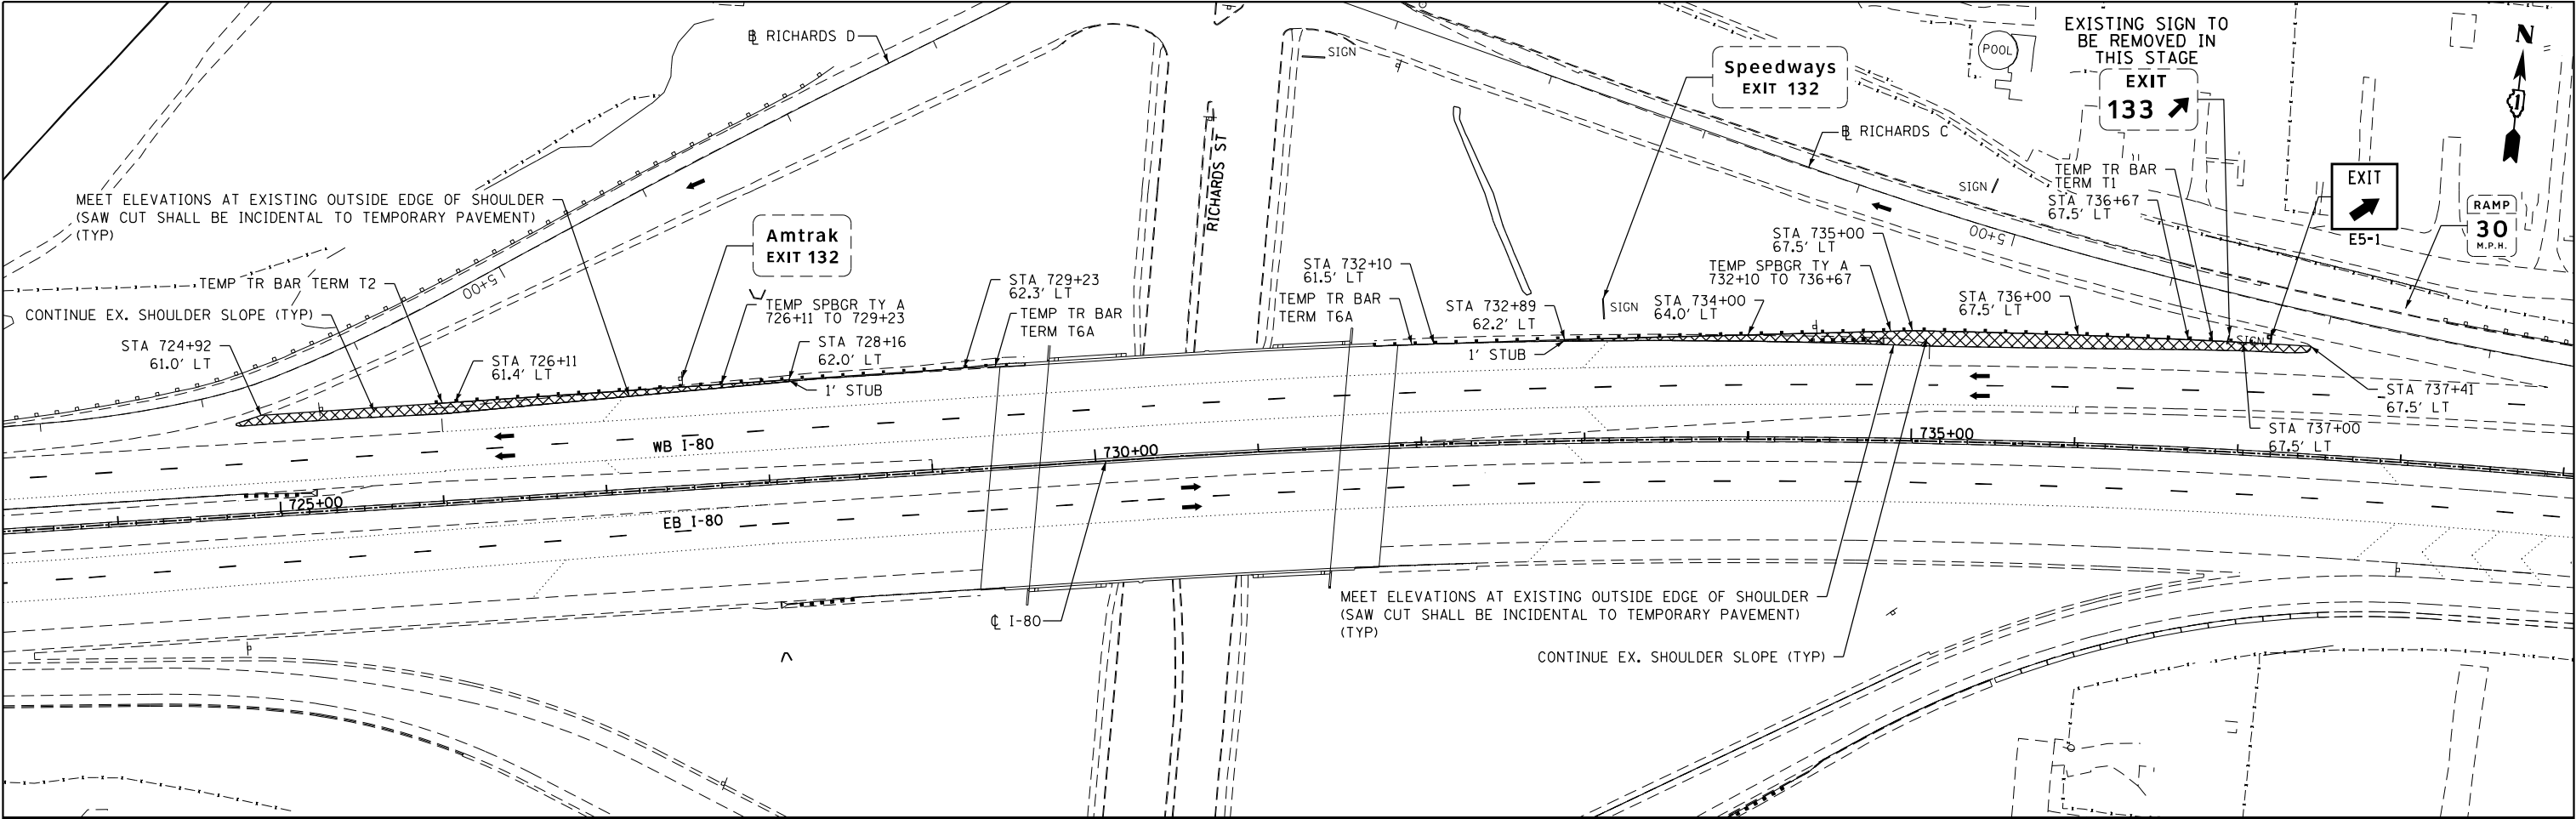 ℄ RICHARDS D
SIGN
Speedways
EXIT 132
POOL
EXISTING SIGN TO
BE REMOVED IN
THIS STAGE
EXIT
133
N
℄ RICHARDS C
RICHARDS ST
MEET ELEVATIONS AT EXISTING OUTSIDE EDGE OF SHOULDER
(SAW CUT SHALL BE INCIDENTAL TO TEMPORARY PAVEMENT)
(TYP)
Amtrak
EXIT 132
SIGN
TEMP TR BAR
TERM T1
STA 736+67
67.5' LT
EXIT
E5-1
RAMP
30
M.P.H.
5+00
5+00
TEMP TR BAR TERM T2
CONTINUE EX. SHOULDER SLOPE (TYP)
STA 724+92
61.0' LT
STA 726+11
61.4' LT
TEMP SPBGR TY A
726+11 TO 729+23
STA 728+16
62.0' LT
1' STUB
STA 729+23
62.3' LT
TEMP TR BAR
TERM T6A
STA 732+10
61.5' LT
TEMP TR BAR
TERM T6A
STA 732+89
62.2' LT
1' STUB
SIGN
STA 734+00
64.0' LT
STA 735+00
67.5' LT
TEMP SPBGR TY A
732+10 TO 736+67
STA 736+00
67.5' LT
SIGN
STA 737+41
67.5' LT
STA 737+00
67.5' LT
WB I-80
730+00
735+00
725+00
EB I-80
℄ I-80
MEET ELEVATIONS AT EXISTING OUTSIDE EDGE OF SHOULDER
(SAW CUT SHALL BE INCIDENTAL TO TEMPORARY PAVEMENT)
(TYP)
CONTINUE EX. SHOULDER SLOPE (TYP)